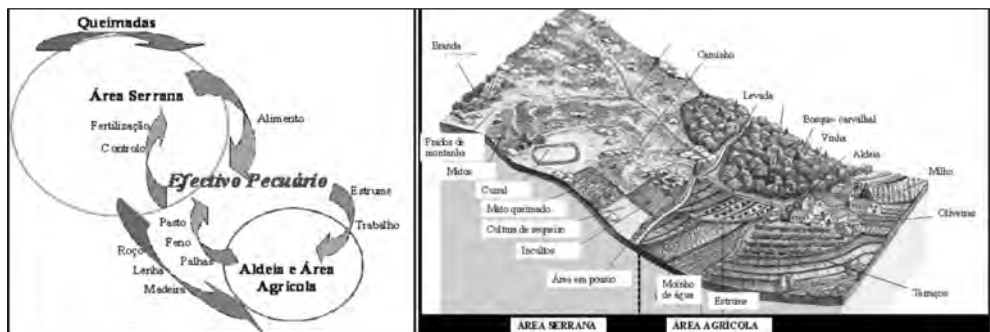 Queimadas
Área Serrana
Fertilização
Controlo
Alimento
Efectivo Pecuário
Estrume
Trabalho
Pasto
Feno
Palhas
Roço
Lenha
Madeira
Aldeia e Área
Agrícola
Branda
Caminho
Levada
Bosque- carvalhal
Vinha
Aldeia
Milho
Oliveiras
Terraços
Prados de
montanha
Matos
Curral
Mato queimado
Cultura de sequeiro
Incultos
Área em pousio
Moinho
de água
Estrume
ÁREA SERRANA
ÁREA AGRÍCOLA